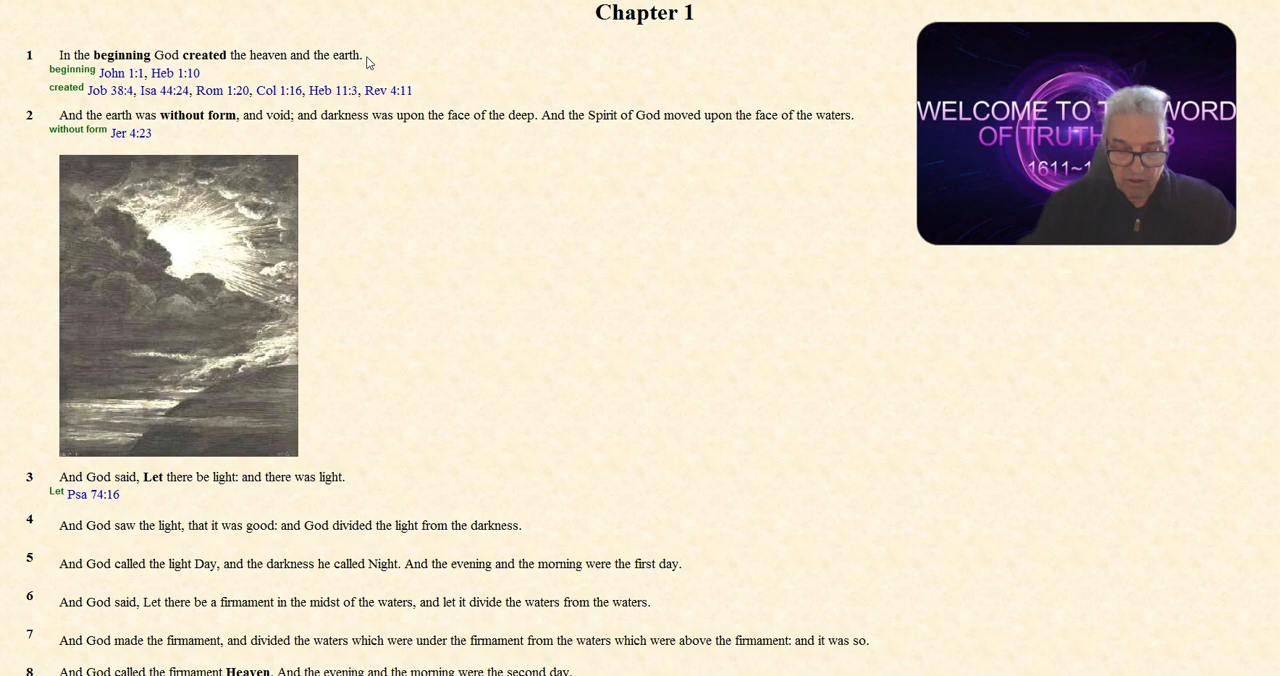 Chapter 1
1 In the beginning God created the heaven and the earth.
beginning John 1:1, Heb 1:10
created Job 38:4, Isa 44:24, Rom 1:20, Col 1:16, Heb 11:3, Rev 4:11
2 And the earth was without form, and void; and darkness was upon the face of the deep. And the Spirit of God moved upon the face of the waters.
without form Jer 4:23
3 And God said, Let there be light: and there was light.
Let Psa 74:16
4 And God saw the light, that it was good: and God divided the light from the darkness.
5 And God called the light Day, and the darkness he called Night. And the evening and the morning were the first day.
6 And God said, Let there be a firmament in the midst of the waters, and let it divide the waters from the waters.
7 And God made the firmament, and divided the waters which were under the firmament from the waters which were above the firmament: and it was so.
8 And God called the firmament Heaven. And the evening and the morning were the second day.
WELCOME TO WORD
OF TRUTH
1611~